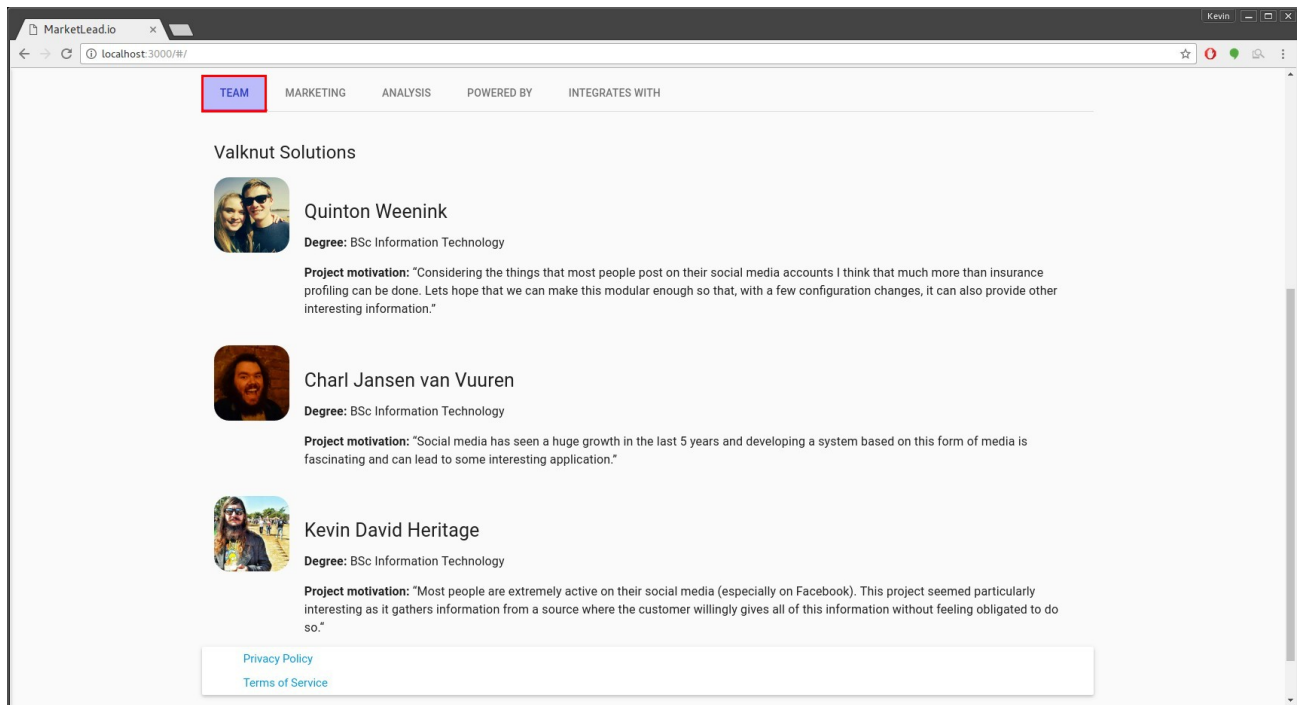 MarketLead.io
Kevin
localhost:3000/#/
TEAM MARKETING ANALYSIS POWERED BY INTEGRATES WITH
Valknut Solutions
Quinton Weenink
Degree: BSc Information Technology
Project motivation: “Considering the things that most people post on their social media accounts I think that much more than insurance
profiling can be done. Lets hope that we can make this modular enough so that, with a few configuration changes, it can also provide other
interesting information.”
Charl Jansen van Vuuren
Degree: BSc Information Technology
Project motivation: “Social media has seen a huge growth in the last 5 years and developing a system based on this form of media is
fascinating and can lead to some interesting application.”
Kevin David Heritage
Degree: BSc Information Technology
Project motivation: “Most people are extremely active on their social media (especially on Facebook). This project seemed particularly
interesting as it gathers information from a source where the customer willingly gives all of this information without feeling obligated to do
so.”
Privacy Policy
Terms of Service